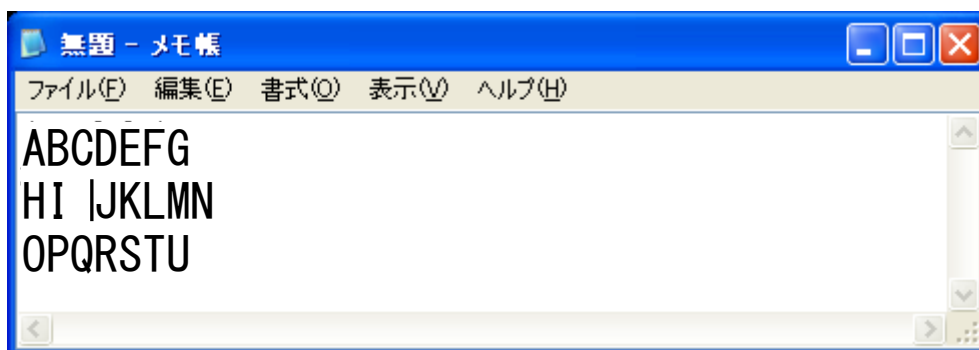 無題 - メモ帳
ファイル(F) 編集(E) 書式(O) 表示(V) ヘルプ(H)
ABCDEFG
HI JKLMN
OPQRSTU